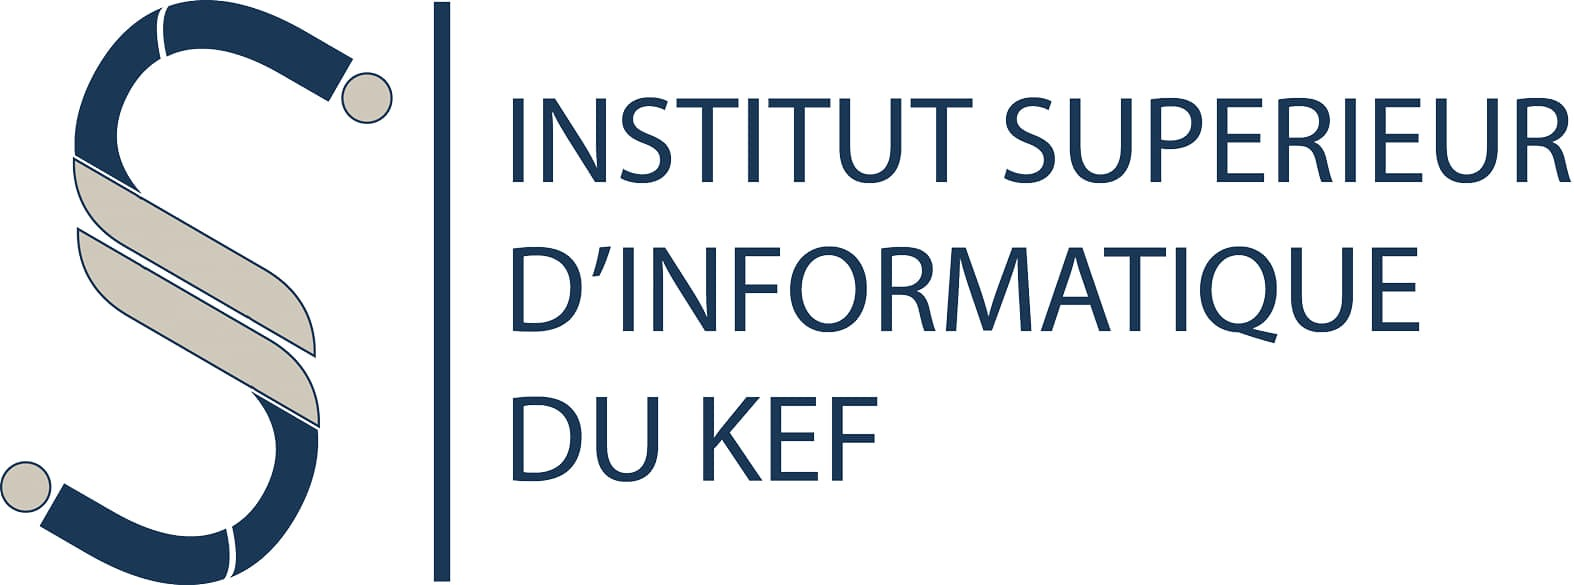 INSTITUT SUPERIEUR
D’INFORMATIQUE
DU KEF